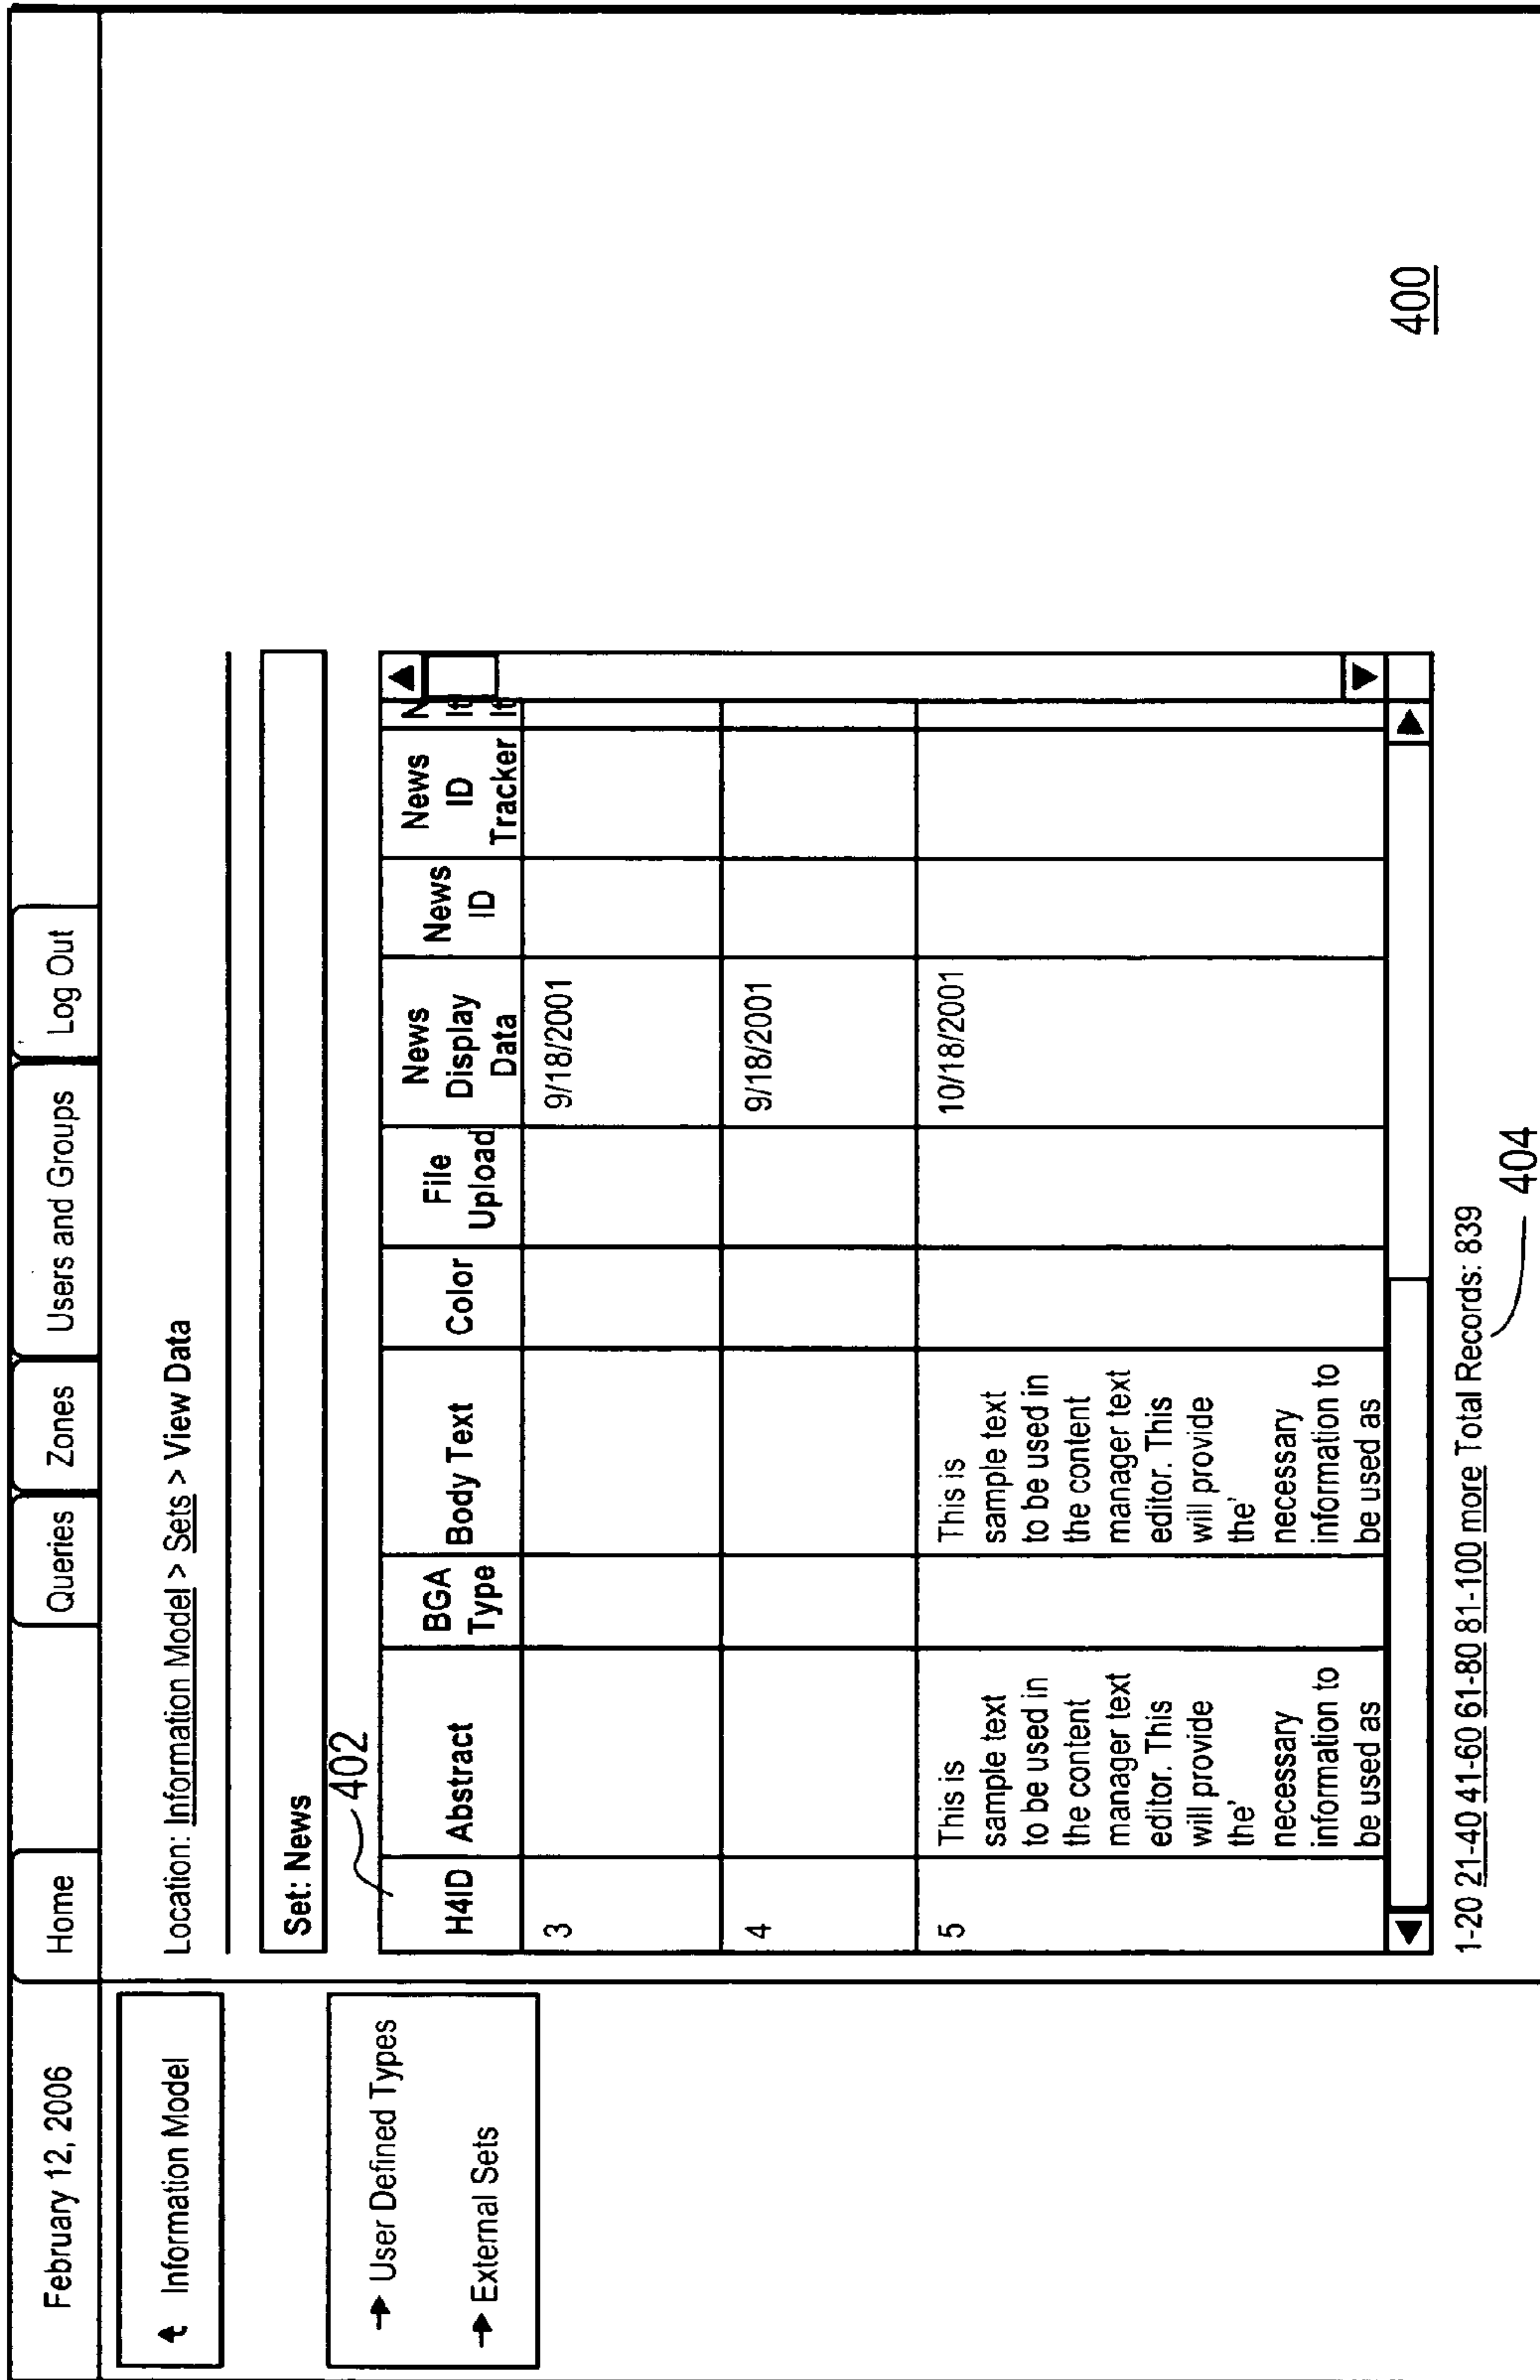 February 12, 2006
Home
Queries
Zones
Users and Groups
Log Out
Information Model
Location: Information Model > Sets > View Data
User Defined Types
External Sets
Set: News
402
H4ID
Abstract
BGA
Type
Body Text
Color
File
Upload
News
Display
Data
News
ID
News
ID
Tracker
N
It
It
3
9/18/2001
4
9/18/2001
5
This is
sample text
to be used in
the content
manager text
editor. This
will provide
the'
necessary
information to
be used as
This is
sample text
to be used in
the content
manager text
editor. This
will provide
the'
necessary
information to
be used as
10/18/2001
1-20 21-40 41-60 61-80 81-100 more Total Records: 839
404
400